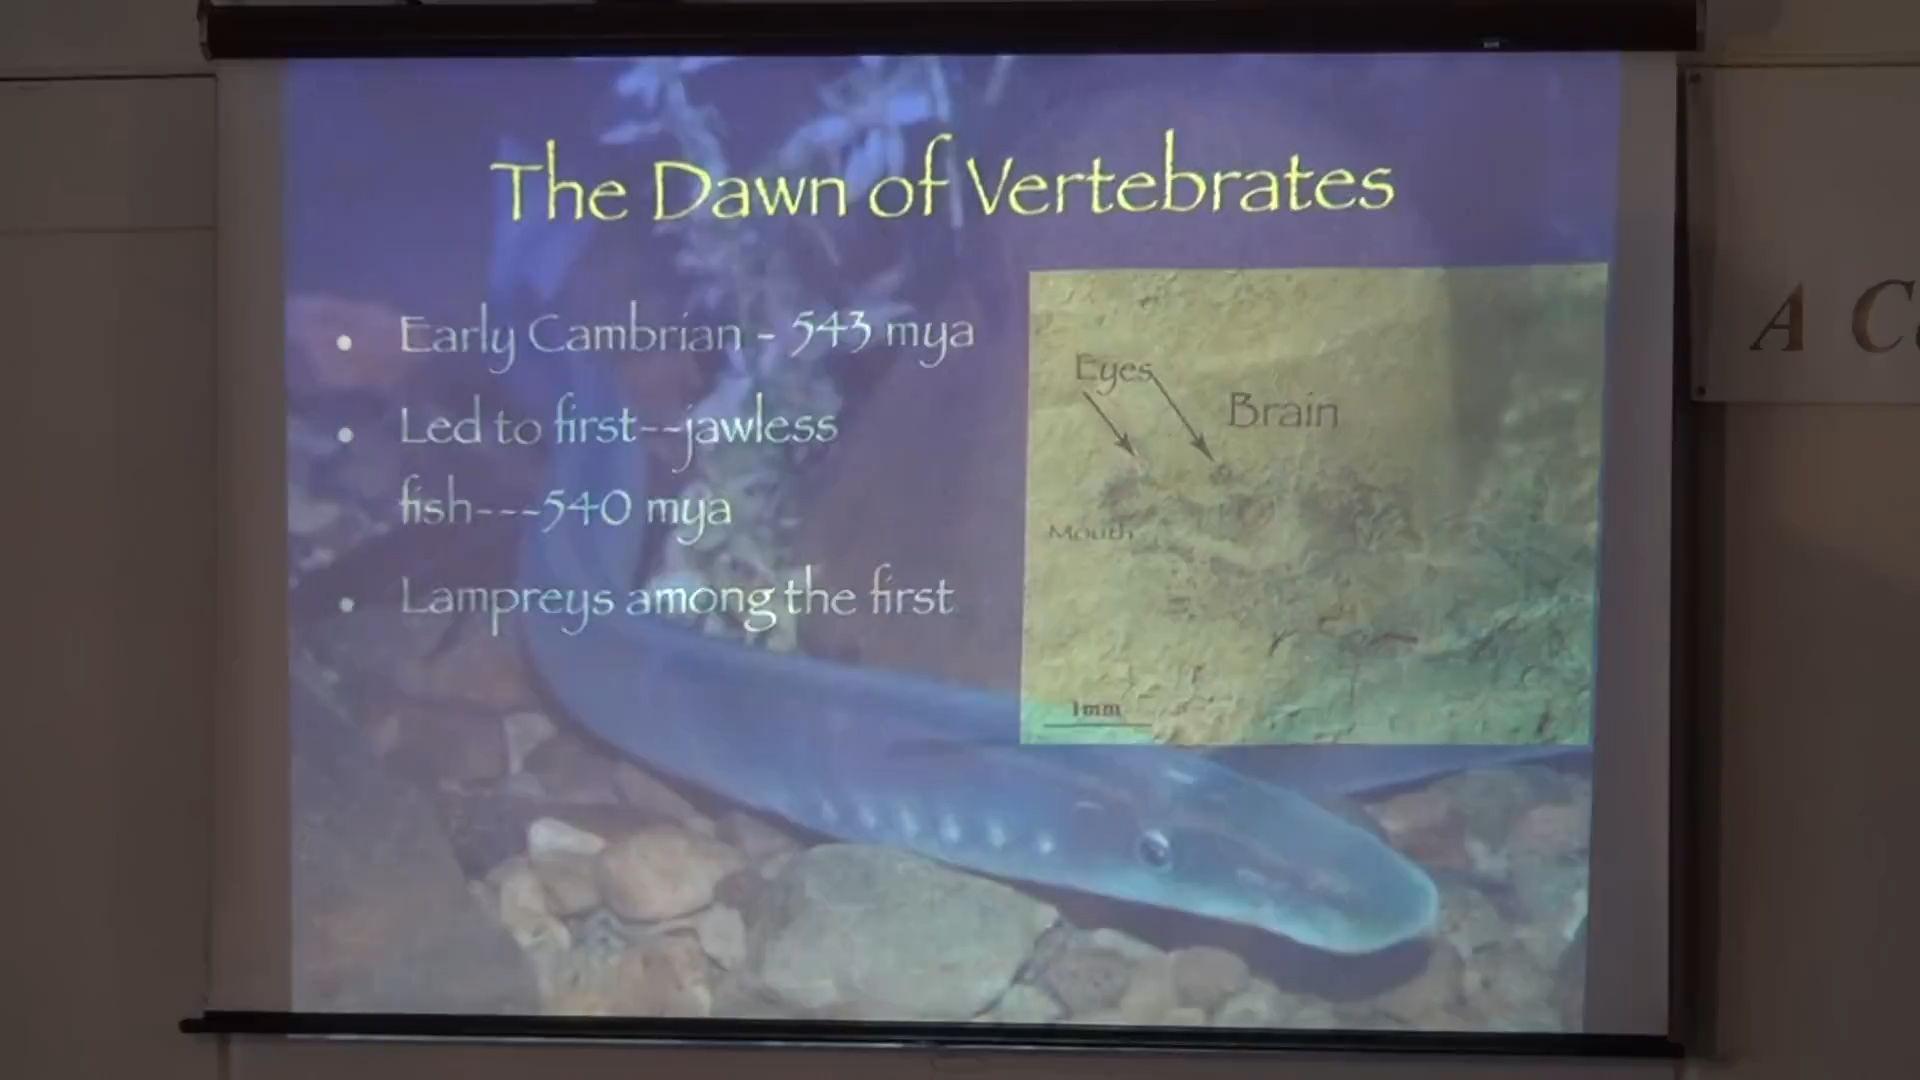 The Dawn of Vertebrates
• Early Cambrian - 543 mya
• Led to first--jawless
fish---540 mya
• Lampreys among the first
Eyes
Brain
Mouth
1mm
A